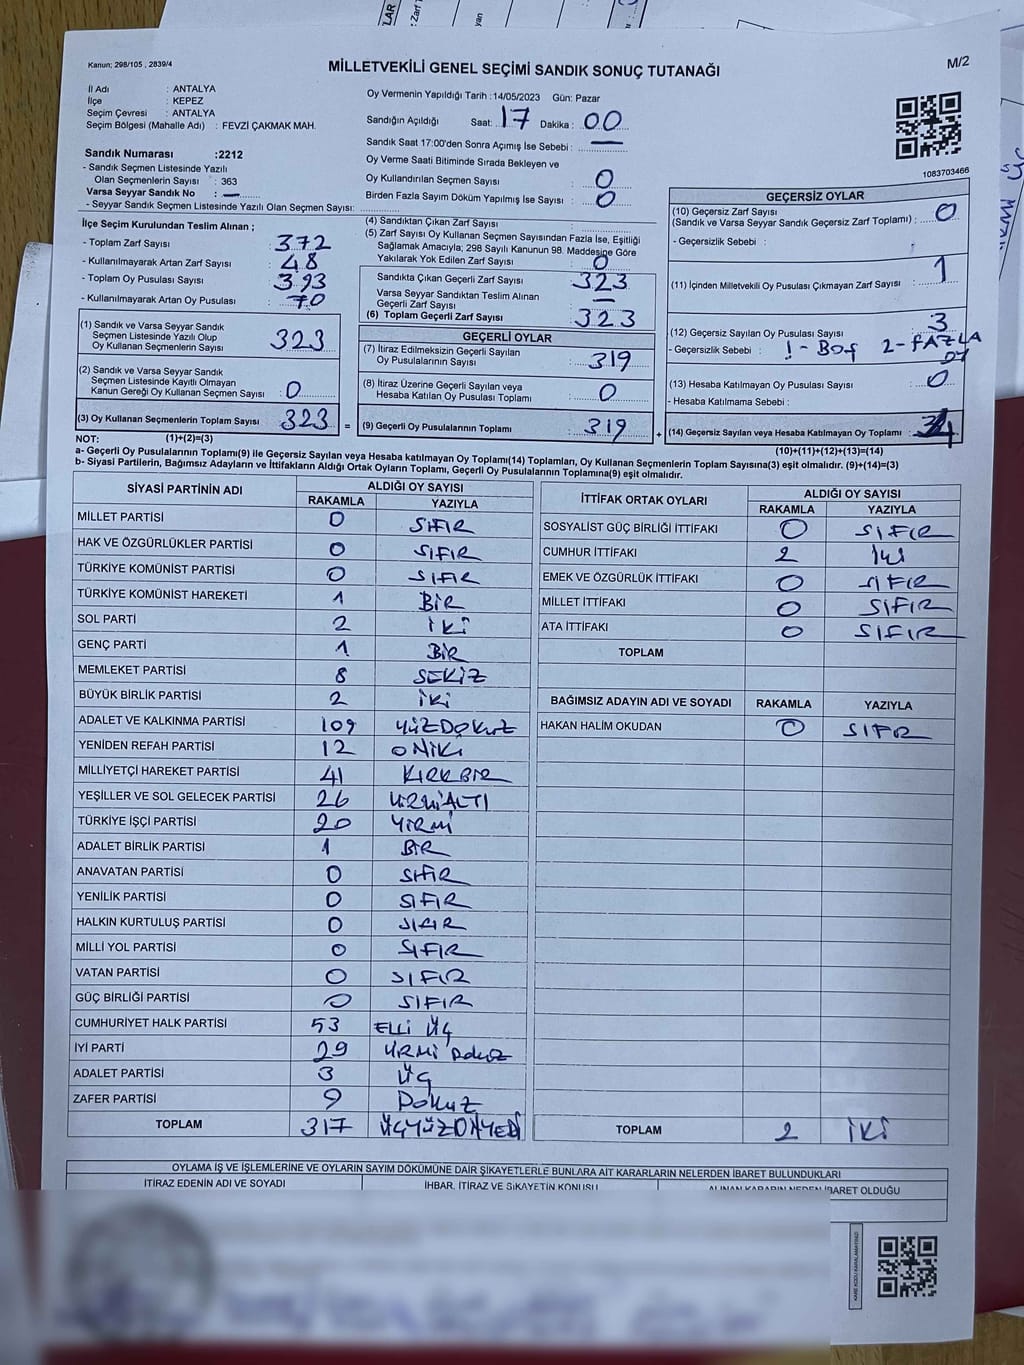 Kanun; 298/105 , 2839/4
MİLLETVEKİLİ GENEL SEÇİMİ SANDIK SONUÇ TUTANAĞI
M/2
İl Adı : ANTALYA
İlçe : KEPEZ
Seçim Çevresi : ANTALYA
Seçim Bölgesi (Mahalle Adı) : FEVZİ ÇAKMAK MAH.
Sandık Numarası :2212
- Sandık Seçmen Listesinde Yazılı
Olan Seçmenlerin Sayısı : 363
Varsa Seyyar Sandık No : —
- Seyyar Sandık Seçmen Listesinde Yazılı Olan Seçmen Sayısı:
Oy Vermenin Yapıldığı Tarih :14/05/2023 Gün: Pazar
Sandığın Açıldığı Saat: 17 Dakika : 00
Sandık Saat 17:00'den Sonra Açımış İse Sebebi : —
Oy Verme Saati Bitiminde Sırada Bekleyen ve
Oy Kullandırılan Seçmen Sayısı : 0
Birden Fazla Sayım Döküm Yapılmış İse Sayısı : 0
1083703466
İlçe Seçim Kurulundan Teslim Alınan ;
- Toplam Zarf Sayısı : 372
- Kullanılmayarak Artan Zarf Sayısı : 48
- Toplam Oy Pusulası Sayısı : 393
- Kullanılmayarak Artan Oy Pusulası : 70
(1) Sandık ve Varsa Seyyar Sandık
Seçmen Listesinde Yazılı Olup
Oy Kullanan Seçmenlerin Sayısı : 323
(2) Sandık ve Varsa Seyyar Sandık
Seçmen Listesinde Kayıtlı Olmayan
Kanun Gereği Oy Kullanan Seçmen Sayısı : 0
(3) Oy Kullanan Seçmenlerin Toplam Sayısı : 323
=
(4) Sandıktan Çıkan Zarf Sayısı :
(5) Zarf Sayısı Oy Kullanan Seçmen Sayısından Fazla İse, Eşitliği
Sağlamak Amacıyla; 298 Sayılı Kanunun 98. Maddesine Göre
Yakılarak Yok Edilen Zarf Sayısı : 0
Sandıkta Çıkan Geçerli Zarf Sayısı : 323
Varsa Seyyar Sandıktan Teslim Alınan
Geçerli Zarf Sayısı : —
(6) Toplam Geçerli Zarf Sayısı : 323
GEÇERLİ OYLAR
(7) İtiraz Edilmeksizin Geçerli Sayılan
Oy Pusulalarının Sayısı : 319
(8) İtiraz Üzerine Geçerli Sayılan veya
Hesaba Katılan Oy Pusulası Toplamı : 0
(9) Geçerli Oy Pusulalarının Toplamı : 319
+
GEÇERSİZ OYLAR
(10) Geçersiz Zarf Sayısı
(Sandık ve Varsa Seyyar Sandık Geçersiz Zarf Toplamı) : 0
- Geçersizlik Sebebi :
(11) İçinden Milletvekili Oy Pusulası Çıkmayan Zarf Sayısı : 1
(12) Geçersiz Sayılan Oy Pusulası Sayısı : 3
- Geçersizlik Sebebi : 1-Boş 2-FAZLA
OY
(13) Hesaba Katılmayan Oy Pusulası Sayısı : 0
- Hesaba Katılmama Sebebi :
(14) Geçersiz Sayılan veya Hesaba Katılmayan Oy Toplamı : 4
(10)+(11)+(12)+(13)=(14)
NOT: (1)+(2)=(3)
a- Geçerli Oy Pusulalarının Toplamı(9) ile Geçersiz Sayılan veya Hesaba katılmayan Oy Toplamı(14) Toplamları, Oy Kullanan Seçmenlerin Toplam Sayısına(3) eşit olmalıdır. (9)+(14)=(3)
b- Siyasi Partilerin, Bağımsız Adayların ve İttifakların Aldığı Ortak Oyların Toplamı, Geçerli Oy Pusulalarının Toplamına(9) eşit olmalıdır.
SİYASİ PARTİNİN ADI ALDIĞI OY SAYISI
RAKAMLA YAZIYLA
MİLLET PARTİSİ 0 SIFIR
HAK VE ÖZGÜRLÜKLER PARTİSİ 0 SIFIR
TÜRKİYE KOMÜNİST PARTİSİ 0 SIFIR
TÜRKİYE KOMÜNİST HAREKETİ 1 BİR
SOL PARTİ 2 İKİ
GENÇ PARTİ 1 BİR
MEMLEKET PARTİSİ 8 SEKİZ
BÜYÜK BİRLİK PARTİSİ 2 İKİ
ADALET VE KALKINMA PARTİSİ 109 YÜZDOKUZ
YENİDEN REFAH PARTİSİ 12 ONİKİ
MİLLİYETÇİ HAREKET PARTİSİ 41 KIRKBİR
YEŞİLLER VE SOL GELECEK PARTİSİ 26 YİRMİALTI
TÜRKİYE İŞÇİ PARTİSİ 20 YİRMİ
ADALET BİRLİK PARTİSİ 1 BİR
ANAVATAN PARTİSİ 0 SIFIR
YENİLİK PARTİSİ 0 SIFIR
HALKIN KURTULUŞ PARTİSİ 0 SIFIR
MİLLİ YOL PARTİSİ 0 SIFIR
VATAN PARTİSİ 0 SIFIR
GÜÇ BİRLİĞİ PARTİSİ 0 SIFIR
CUMHURİYET HALK PARTİSİ 53 ELLİ ÜÇ
İYİ PARTİ 29 YİRMİ DOKUZ
ADALET PARTİSİ 3 ÜÇ
ZAFER PARTİSİ 9 DOKUZ
TOPLAM 317 ÜÇYÜZONYEDİ
İTTİFAK ORTAK OYLARI ALDIĞI OY SAYISI
RAKAMLA YAZIYLA
SOSYALİST GÜÇ BİRLİĞİ İTTİFAKI 0 SIFIR
CUMHUR İTTİFAKI 2 İKİ
EMEK VE ÖZGÜRLÜK İTTİFAKI 0 SIFIR
MİLLET İTTİFAKI 0 SIFIR
ATA İTTİFAKI 0 SIFIR
TOPLAM
BAĞIMSIZ ADAYIN ADI VE SOYADI RAKAMLA YAZIYLA
HAKAN HALİM OKUDAN 0 SIFIR
TOPLAM 2 İKİ
OYLAMA İŞ VE İŞLEMLERİNE VE OYLARIN SAYIM DÖKÜMÜNE DAİR ŞİKAYETLERLE BUNLARA AİT KARARLARIN NELERDEN İBARET BULUNDUKLARI
İTİRAZ EDENİN ADI VE SOYADI İHBAR, İTİRAZ VE ŞİKAYETİN KONUSU ALINAN KARARIN NEDEN İBARET OLDUĞU